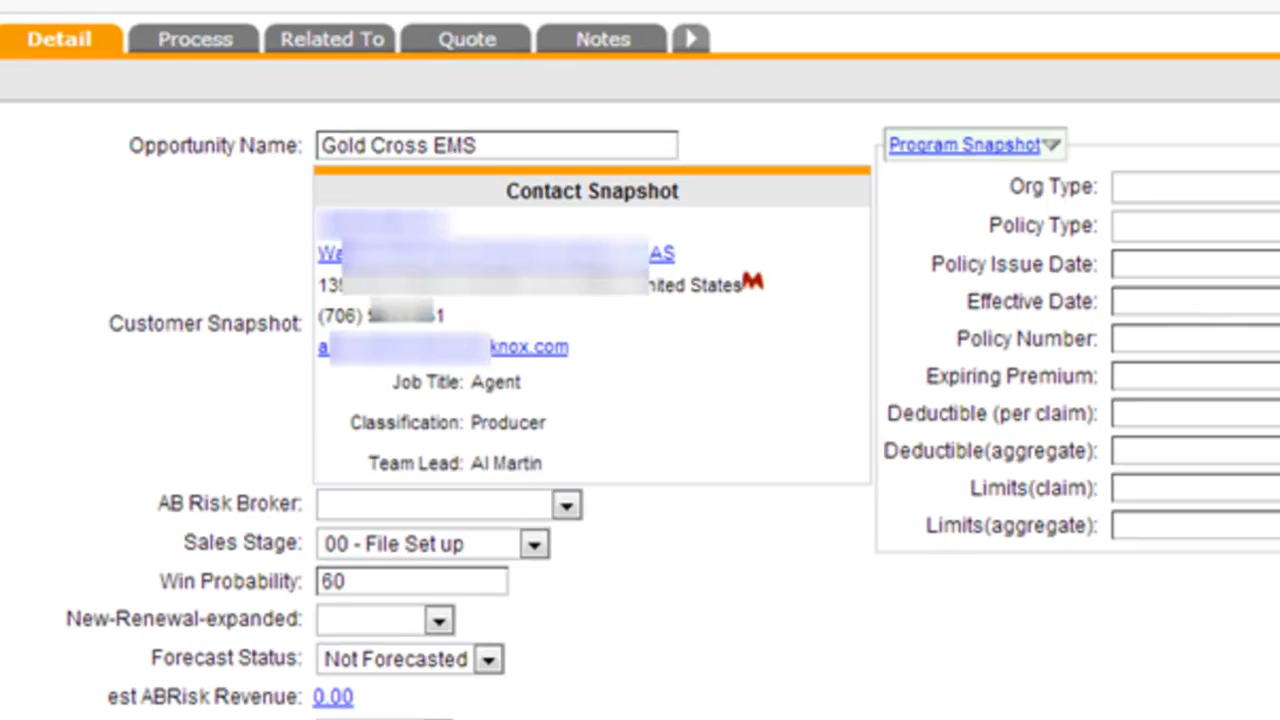 Detail
Process
Related To
Quote
Notes
Opportunity Name: Gold Cross EMS
Contact Snapshot
Customer Snapshot:
AS
United States
(706)
knox.com
Job Title: Agent
Classification: Producer
Team Lead: Al Martin
AB Risk Broker:
Sales Stage: 00 - File Set up
Win Probability: 60
New-Renewal-expanded:
Forecast Status: Not Forecasted
est ABRisk Revenue: 0.00
Program Snapshot
Org Type:
Policy Type:
Policy Issue Date:
Effective Date:
Policy Number:
Expiring Premium:
Deductible (per claim):
Deductible(aggregate):
Limits(claim):
Limits(aggregate):